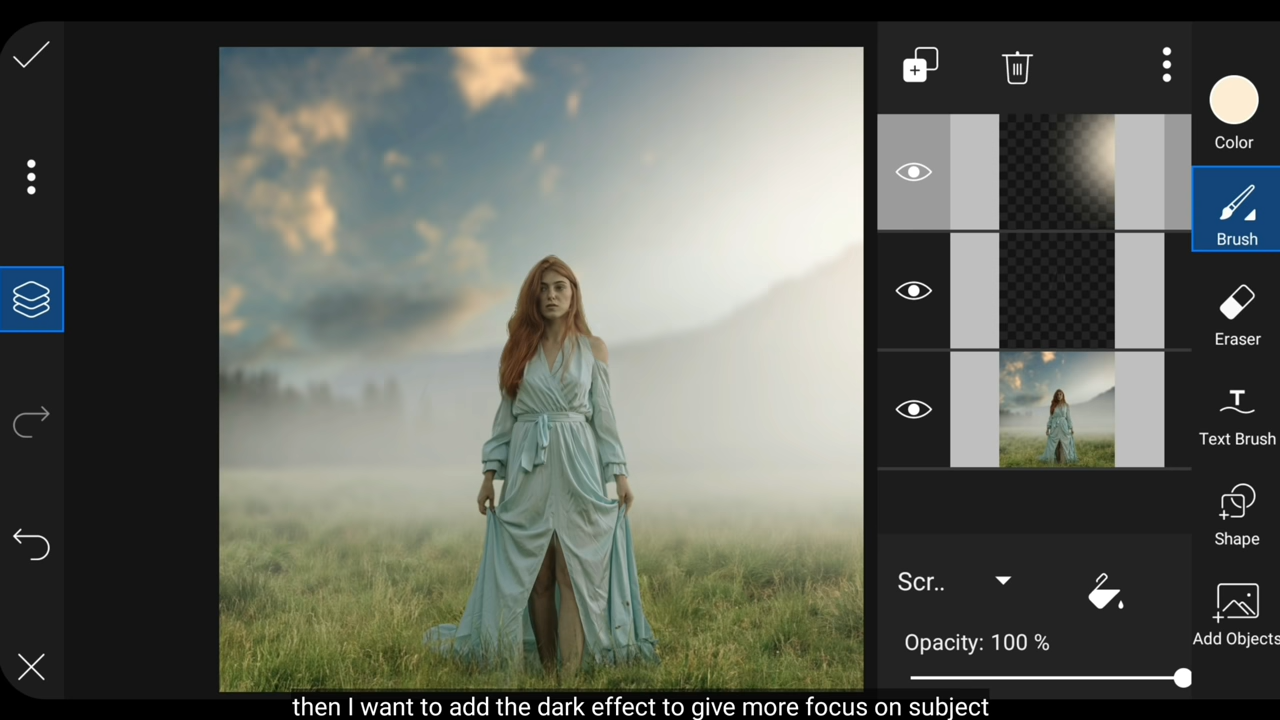 Color
Brush
Eraser
Text Brush
Shape
Add Objects
Scr..
Opacity: 100 %
then I want to add the dark effect to give more focus on subject